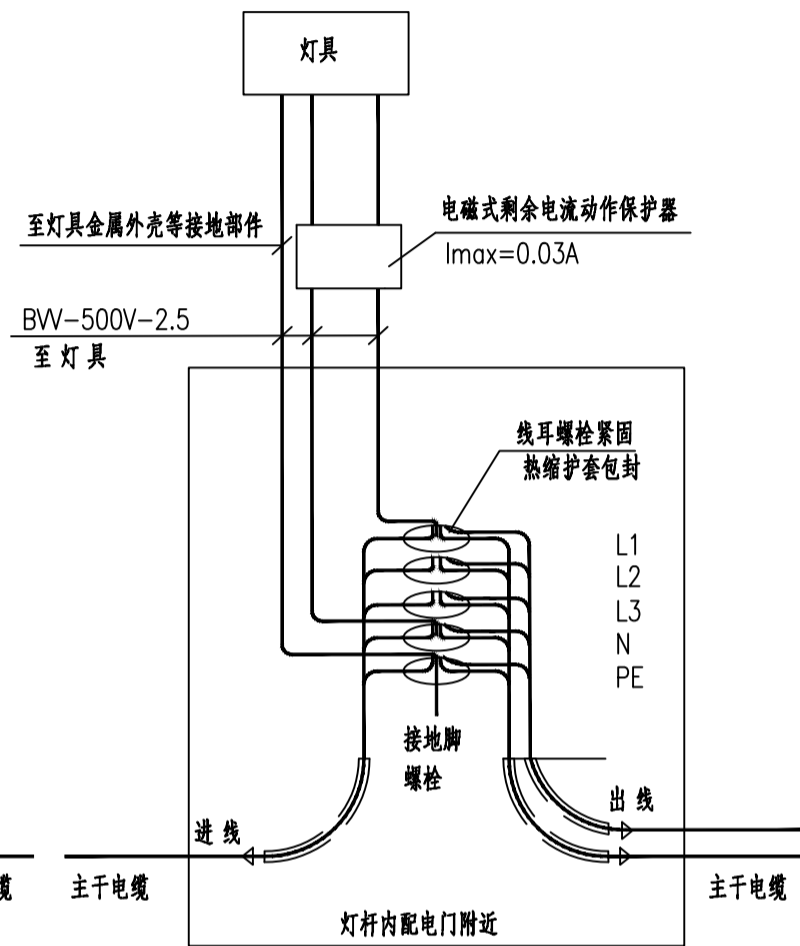 灯具
至灯具金属外壳等接地部件
电磁式剩余电流动作保护器
Imax=0.03A
BVV-500V-2.5
至灯具
线耳螺栓紧固
热缩护套包封
L1
L2
L3
N
PE
接地脚
螺栓
出线
进线
缆
主干电缆
主干电缆
灯杆内配电门附近